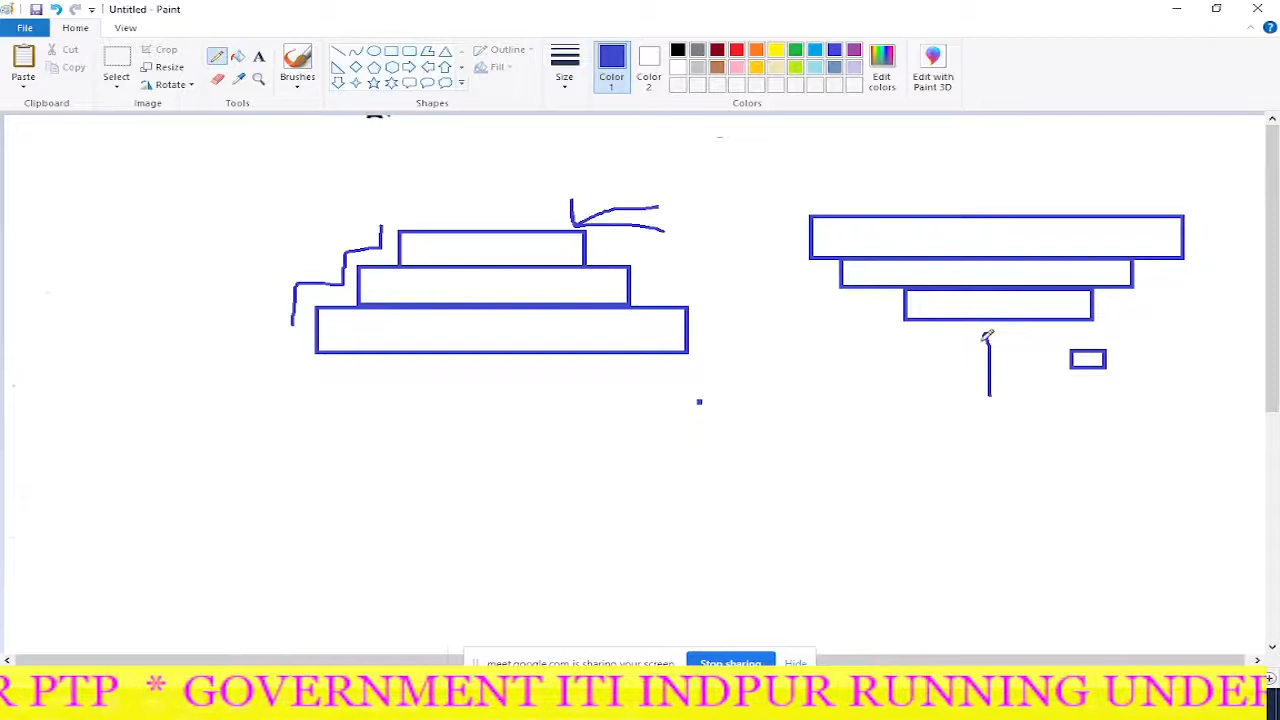 Untitled - Paint
File Home View
Paste Cut Copy Select Crop Resize Rotate Brushes Outline Fill Size Color 1 Color 2 Edit colors Edit with Paint 3D
Clipboard Image Tools Shapes Colors
meet.google.com is sharing your screen. Stop sharing Hide
R PTP * GOVERNMENT ITI INDPUR RUNNING UNDER